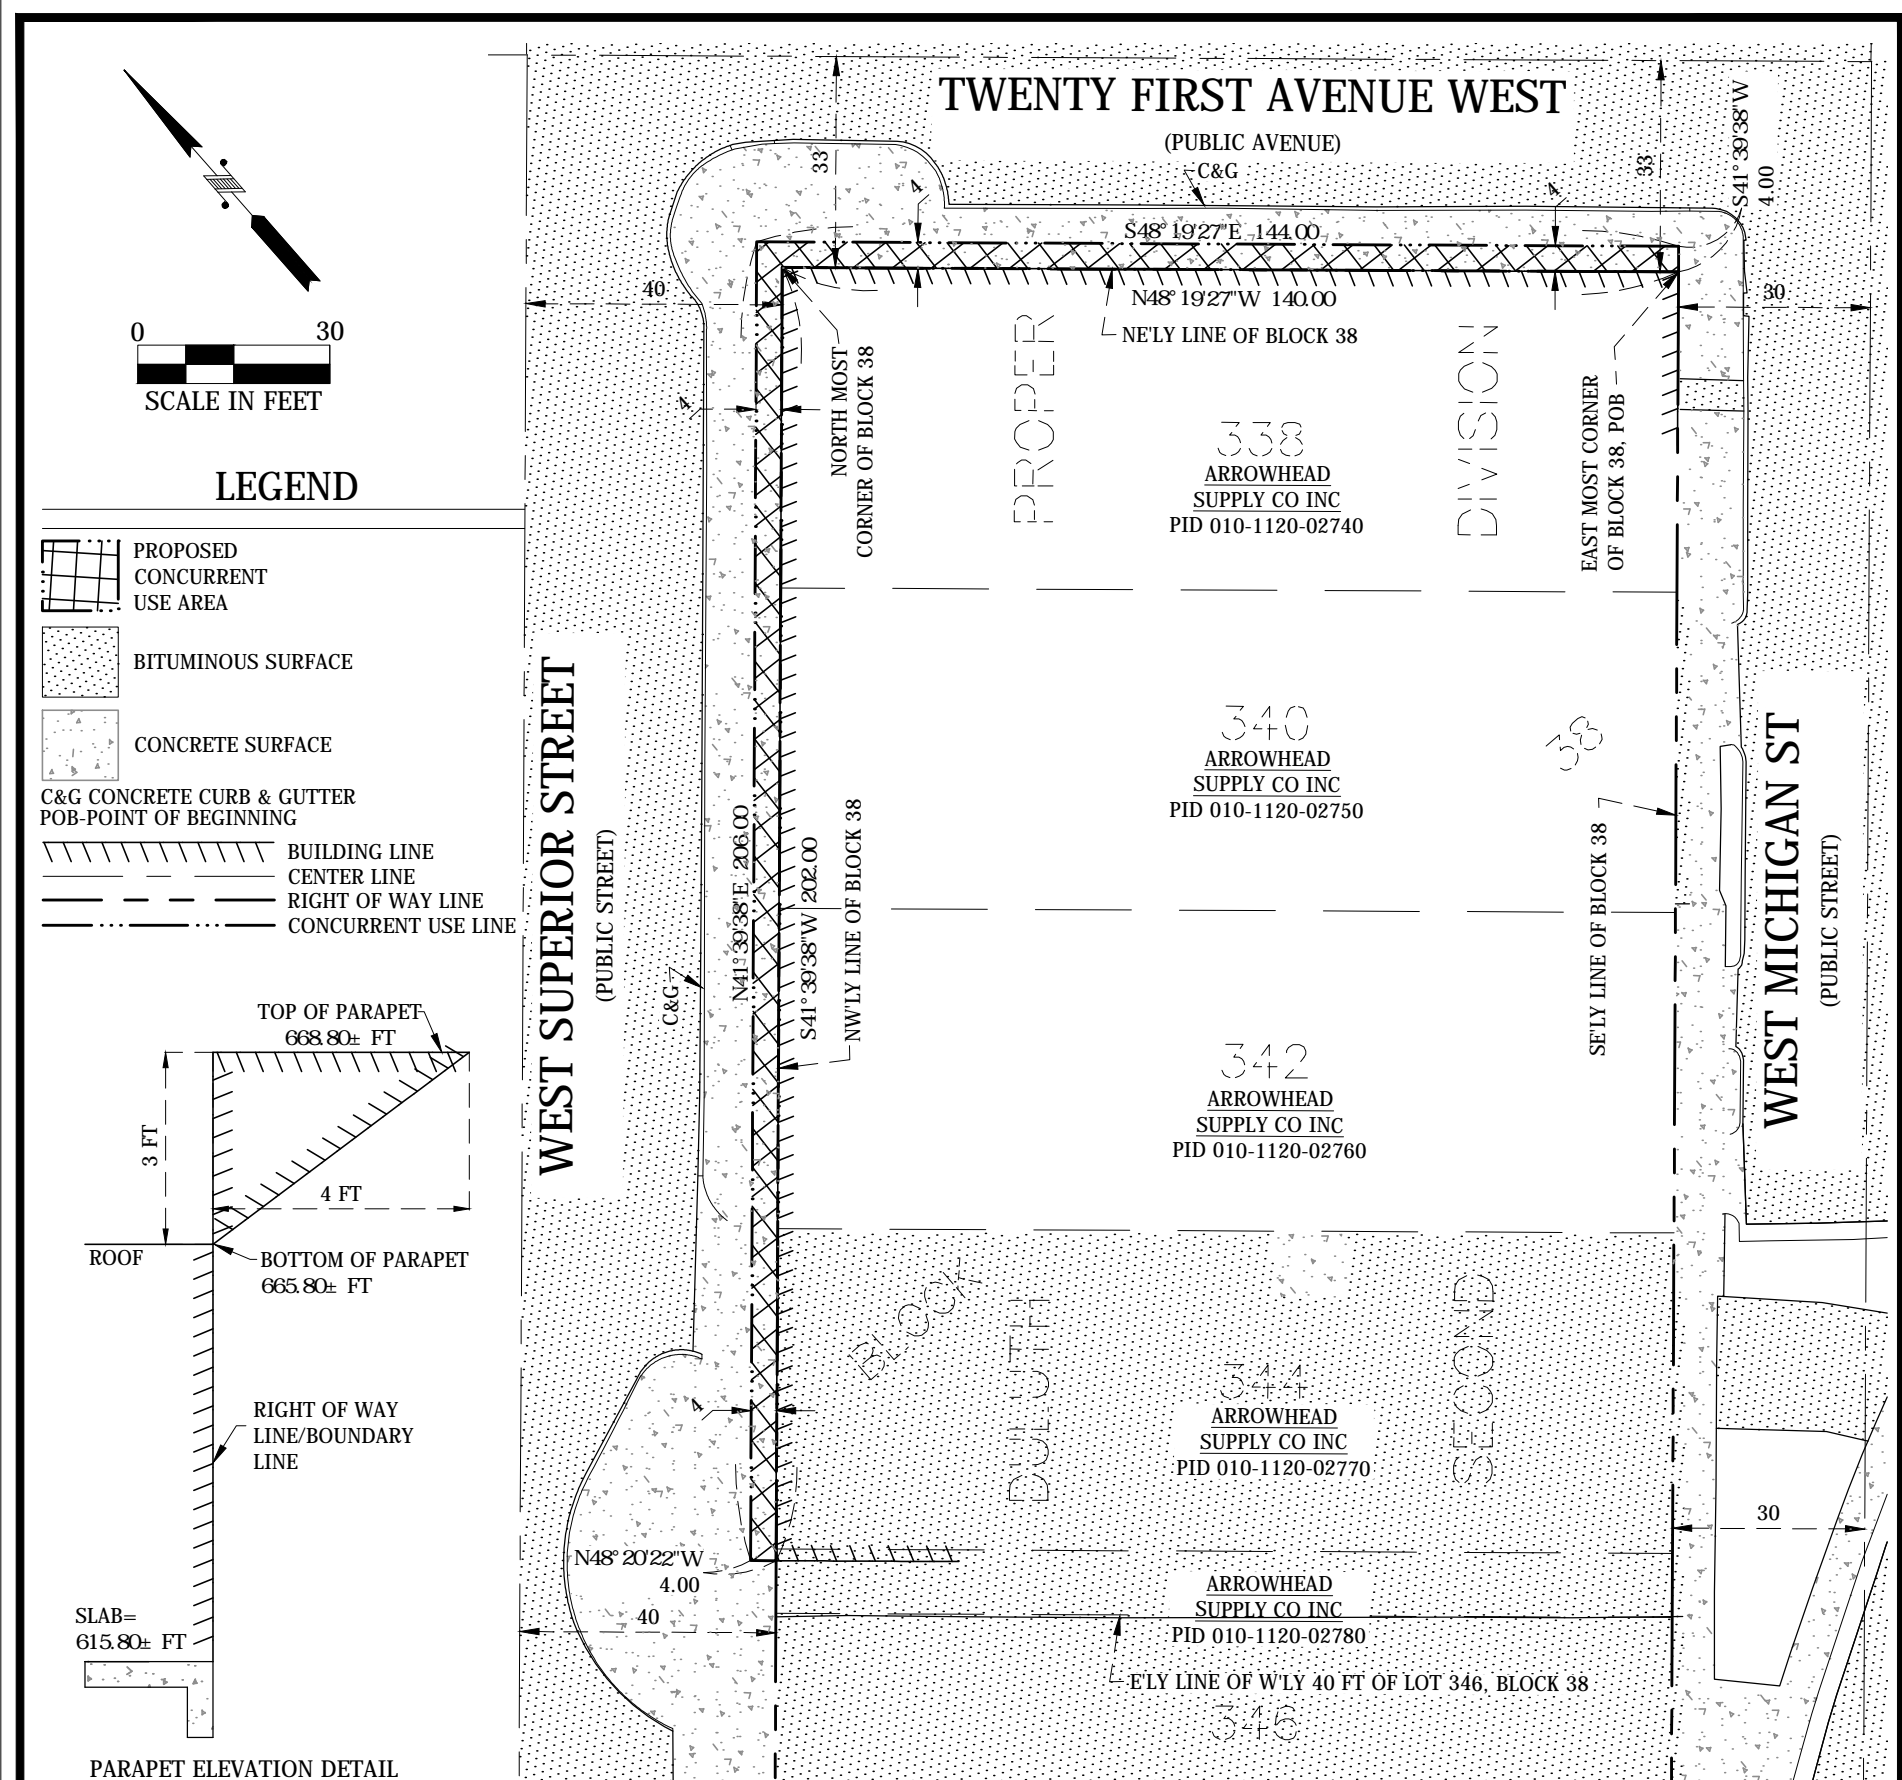 TWENTY FIRST AVENUE WEST
(PUBLIC AVENUE)
C&G
33
33
S41°39'38"W
4.00
4
4
S48°19'27"E 144.00
N48°19'27"W 140.00
NE'LY LINE OF BLOCK 38
40
30
0 30
SCALE IN FEET
4
NORTH MOST
CORNER OF BLOCK 38
PROPER
DIVISION
EAST MOST CORNER
OF BLOCK 38, POB
338
ARROWHEAD
SUPPLY CO INC
PID 010-1120-02740
LEGEND
PROPOSED
CONCURRENT
USE AREA
BITUMINOUS SURFACE
CONCRETE SURFACE
C&G CONCRETE CURB & GUTTER
POB-POINT OF BEGINNING
BUILDING LINE
CENTER LINE
RIGHT OF WAY LINE
CONCURRENT USE LINE
WEST SUPERIOR STREET
(PUBLIC STREET)
C&G
N41°39'38"E 206.00
S41°39'38"W 202.00
NW'LY LINE OF BLOCK 38
340
ARROWHEAD
SUPPLY CO INC
PID 010-1120-02750
38
SE'LY LINE OF BLOCK 38
WEST MICHIGAN ST
(PUBLIC STREET)
342
ARROWHEAD
SUPPLY CO INC
PID 010-1120-02760
TOP OF PARAPET
668.80± FT
3 FT
4 FT
ROOF
BOTTOM OF PARAPET
665.80± FT
RIGHT OF WAY
LINE/BOUNDARY
LINE
SLAB=
615.80± FT
PARAPET ELEVATION DETAIL
BLOCK
DULUTH
SECOND
344
ARROWHEAD
SUPPLY CO INC
PID 010-1120-02770
4
30
N48°20'22"W
4.00
40
ARROWHEAD
SUPPLY CO INC
PID 010-1120-02780
E'LY LINE OF W'LY 40 FT OF LOT 346, BLOCK 38
346